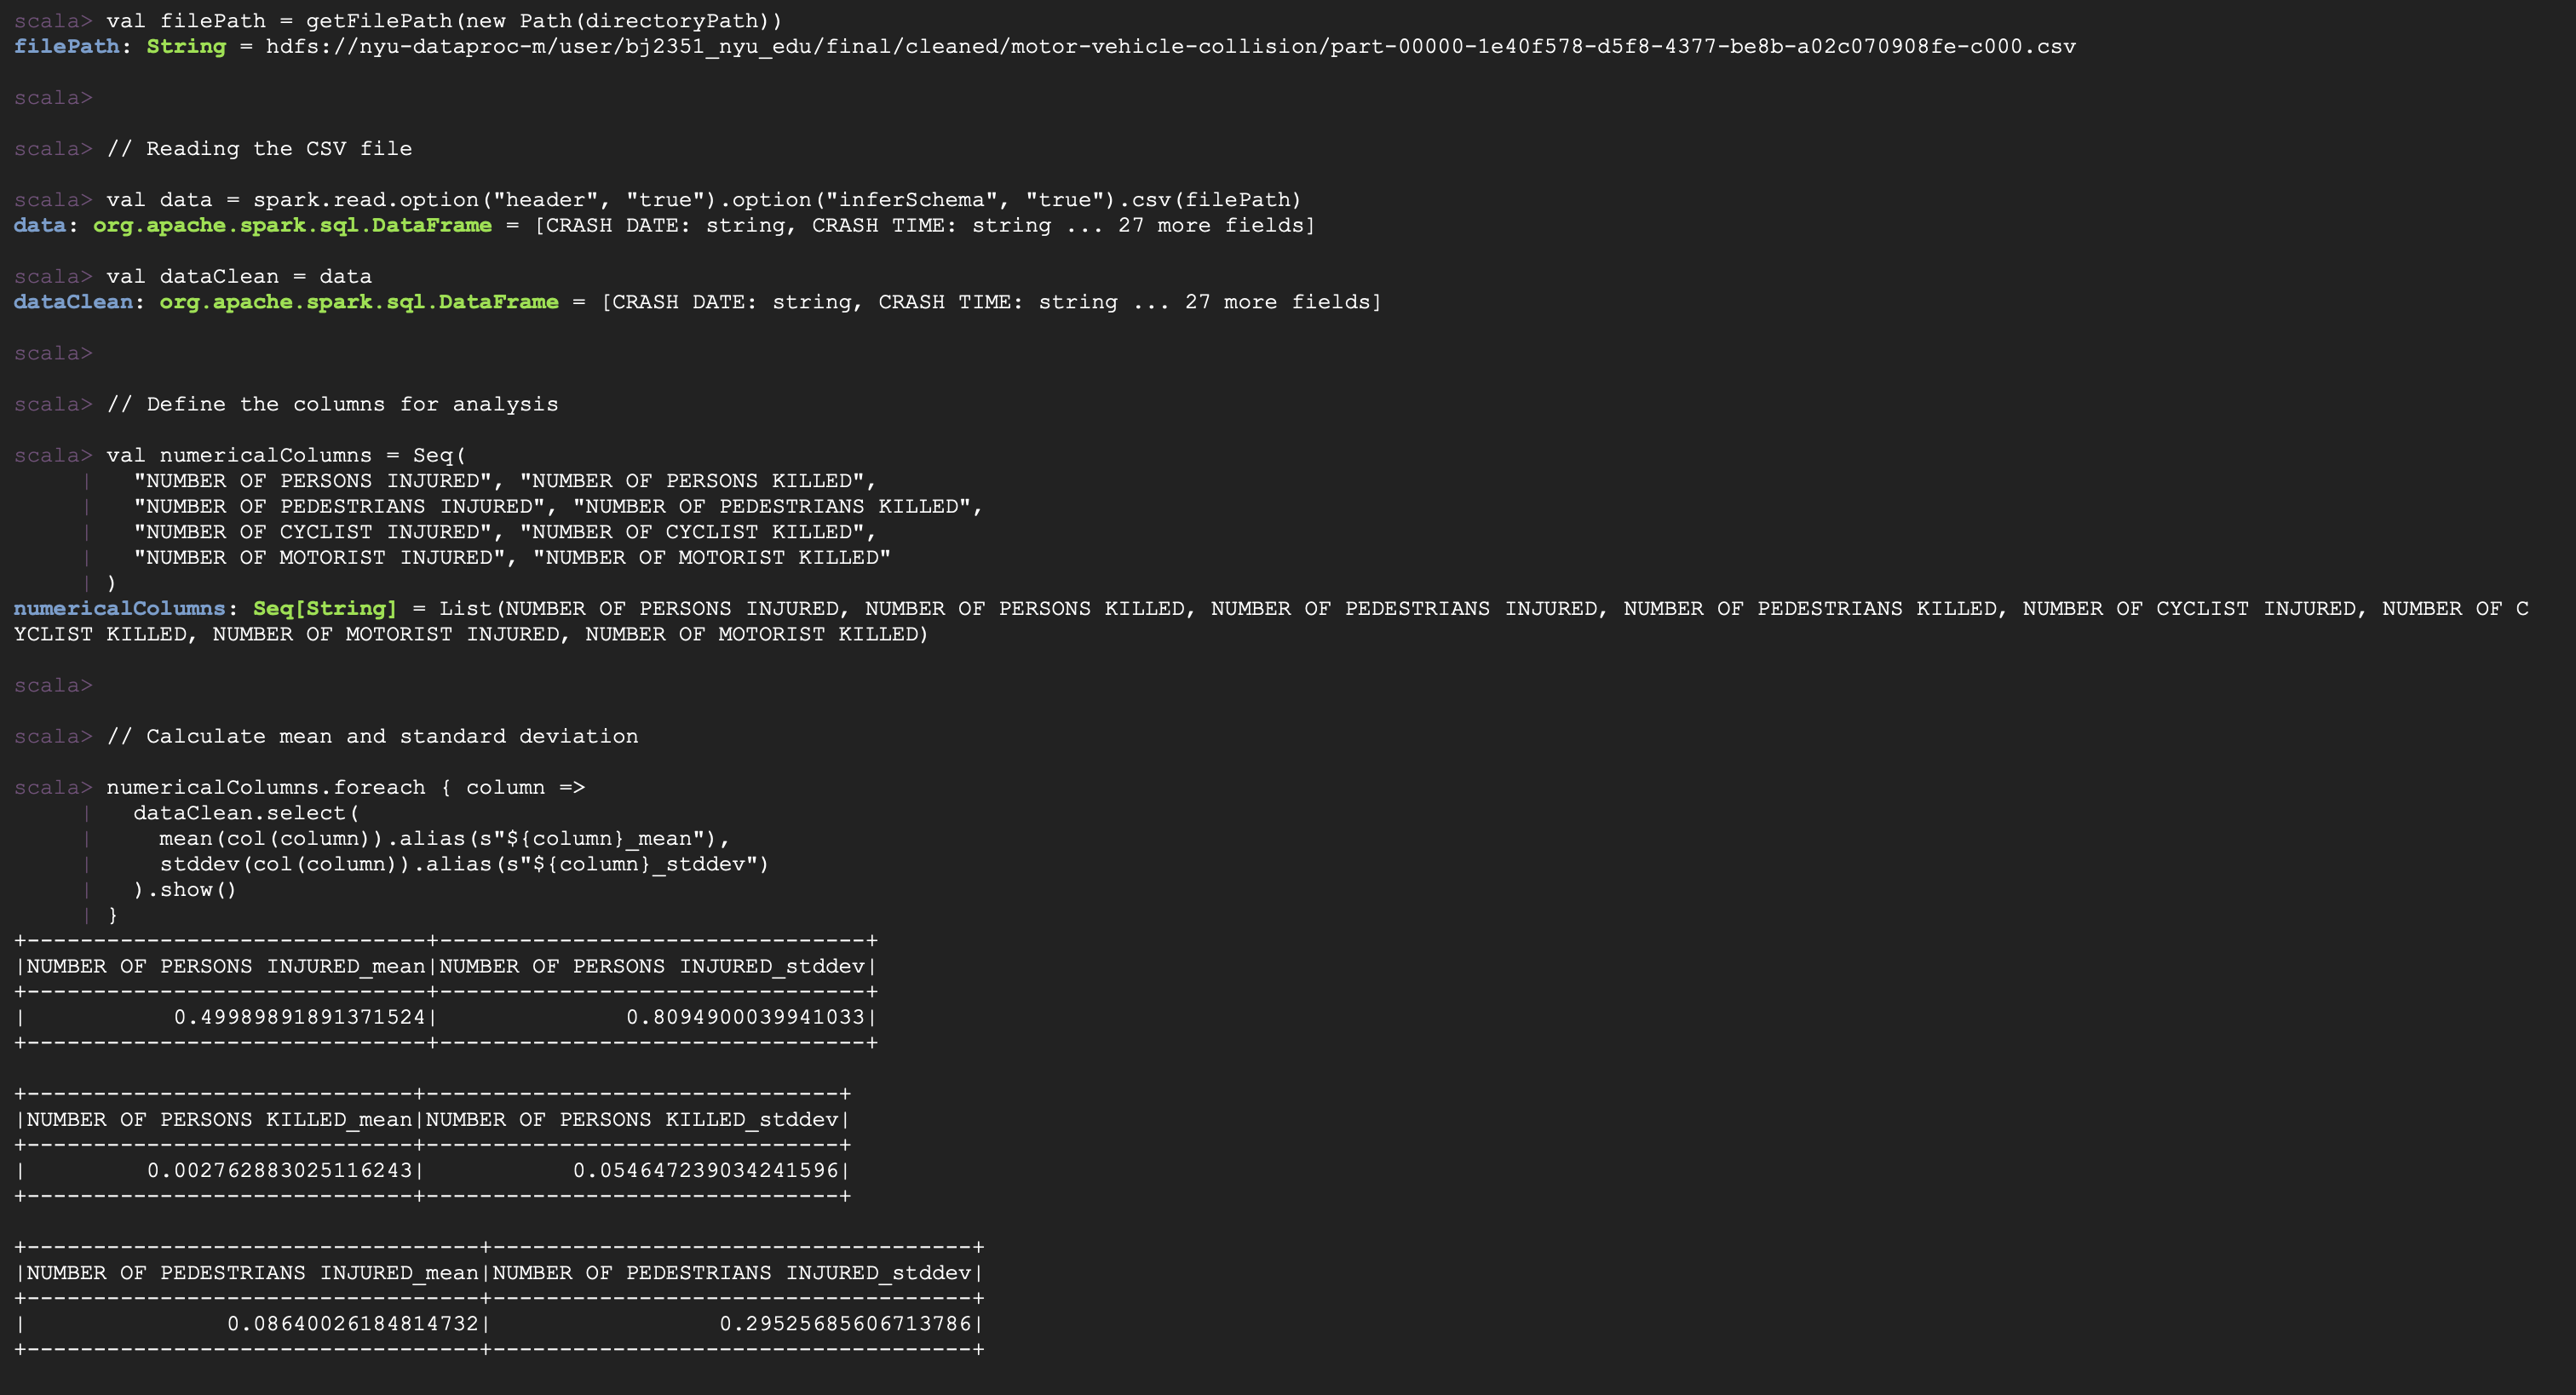 scala> val filePath = getFilePath(new Path(directoryPath))
filePath: String = hdfs://nyu-dataproc-m/user/bj2351_nyu_edu/final/cleaned/motor-vehicle-collision/part-00000-1e40f578-d5f8-4377-be8b-a02c070908fe-c000.csv
scala>
scala> // Reading the CSV file
scala> val data = spark.read.option("header", "true").option("inferSchema", "true").csv(filePath)
data: org.apache.spark.sql.DataFrame = [CRASH DATE: string, CRASH TIME: string ... 27 more fields]
scala> val dataClean = data
dataClean: org.apache.spark.sql.DataFrame = [CRASH DATE: string, CRASH TIME: string ... 27 more fields]
scala>
scala> // Define the columns for analysis
scala> val numericalColumns = Seq(
     |   "NUMBER OF PERSONS INJURED", "NUMBER OF PERSONS KILLED",
     |   "NUMBER OF PEDESTRIANS INJURED", "NUMBER OF PEDESTRIANS KILLED",
     |   "NUMBER OF CYCLIST INJURED", "NUMBER OF CYCLIST KILLED",
     |   "NUMBER OF MOTORIST INJURED", "NUMBER OF MOTORIST KILLED"
     | )
numericalColumns: Seq[String] = List(NUMBER OF PERSONS INJURED, NUMBER OF PERSONS KILLED, NUMBER OF PEDESTRIANS INJURED, NUMBER OF PEDESTRIANS KILLED, NUMBER OF CYCLIST INJURED, NUMBER OF C
YCLIST KILLED, NUMBER OF MOTORIST INJURED, NUMBER OF MOTORIST KILLED)
scala>
scala> // Calculate mean and standard deviation
scala> numericalColumns.foreach { column =>
     |   dataClean.select(
     |     mean(col(column)).alias(s"${column}_mean"),
     |     stddev(col(column)).alias(s"${column}_stddev")
     |   ).show()
     | }
+------------------------------+--------------------------------+
|NUMBER OF PERSONS INJURED_mean|NUMBER OF PERSONS INJURED_stddev|
+------------------------------+--------------------------------+
|           0.49989891891371524|              0.8094900039941033|
+------------------------------+--------------------------------+
+-----------------------------+-------------------------------+
|NUMBER OF PERSONS KILLED_mean|NUMBER OF PERSONS KILLED_stddev|
+-----------------------------+-------------------------------+
|         0.002762883025116243|           0.054647239034241596|
+-----------------------------+-------------------------------+
+----------------------------------+------------------------------------+
|NUMBER OF PEDESTRIANS INJURED_mean|NUMBER OF PEDESTRIANS INJURED_stddev|
+----------------------------------+------------------------------------+
|               0.08640026184814732|                 0.29525685606713786|
+----------------------------------+------------------------------------+